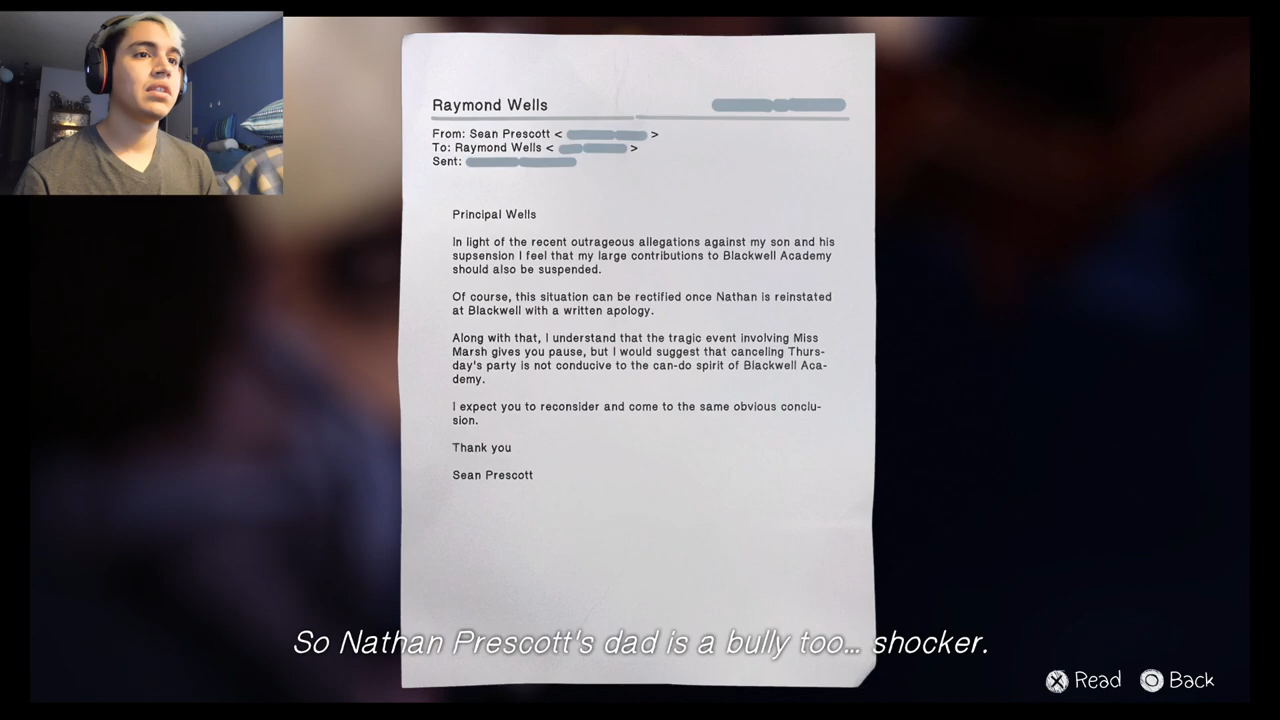 Raymond Wells
From: Sean Prescott < >
To: Raymond Wells < >
Sent:
Principal Wells
In light of the recent outrageous allegations against my son and his
supsension I feel that my large contributions to Blackwell Academy
should also be suspended.
Of course, this situation can be rectified once Nathan is reinstated
at Blackwell with a written apology.
Along with that, I understand that the tragic event involving Miss
Marsh gives you pause, but I would suggest that canceling Thurs-
day's party is not conducive to the can-do spirit of Blackwell Aca-
demy.
I expect you to reconsider and come to the same obvious conclu-
sion.
Thank you
Sean Prescott
So Nathan Prescott's dad is a bully too... shocker.
Read Back